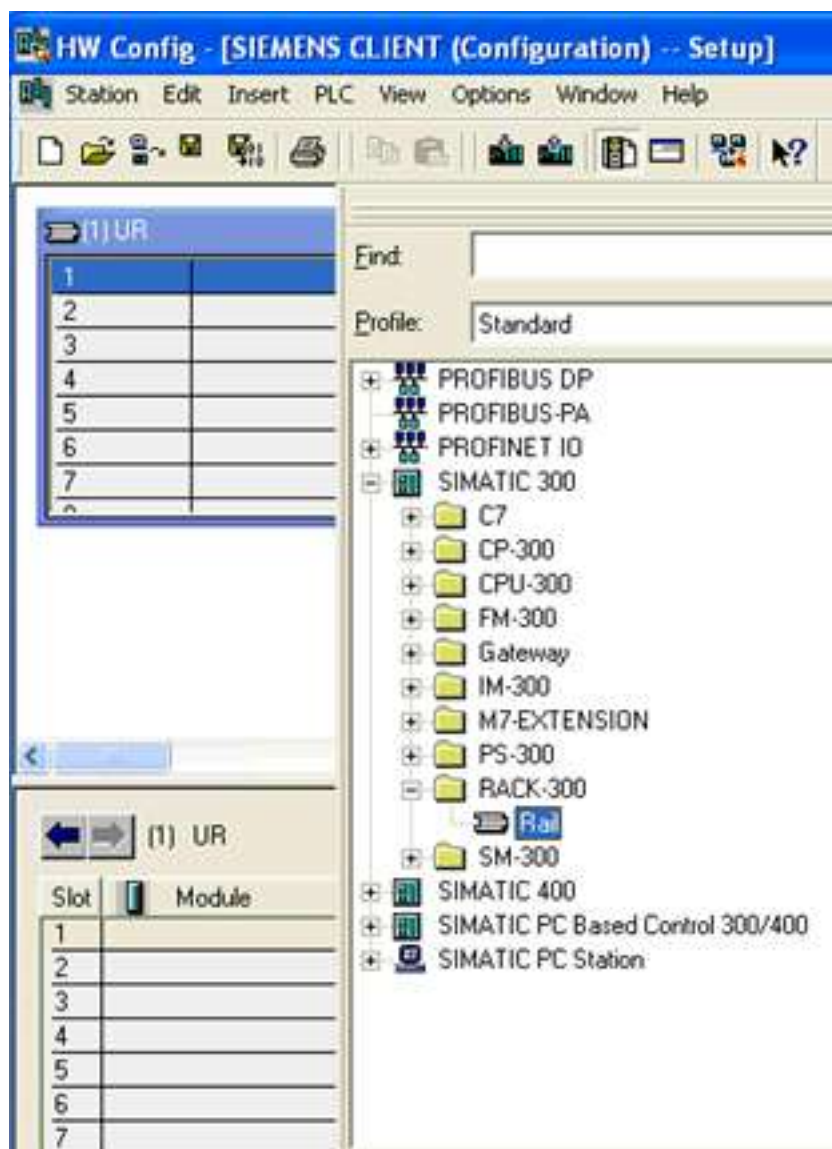 HW Config - [SIEMENS CLIENT (Configuration) -- Setup]
Station Edit Insert PLC View Options Window Help
(1) UR
1
2
3
4
5
6
7
Find:
Profile: Standard
PROFIBUS DP
PROFIBUS-PA
PROFINET IO
SIMATIC 300
C7
CP-300
CPU-300
FM-300
Gateway
IM-300
M7-EXTENSION
PS-300
RACK-300
Rail
SM-300
SIMATIC 400
SIMATIC PC Based Control 300/400
SIMATIC PC Station
(1) UR
Slot Module
1
2
3
4
5
6
7